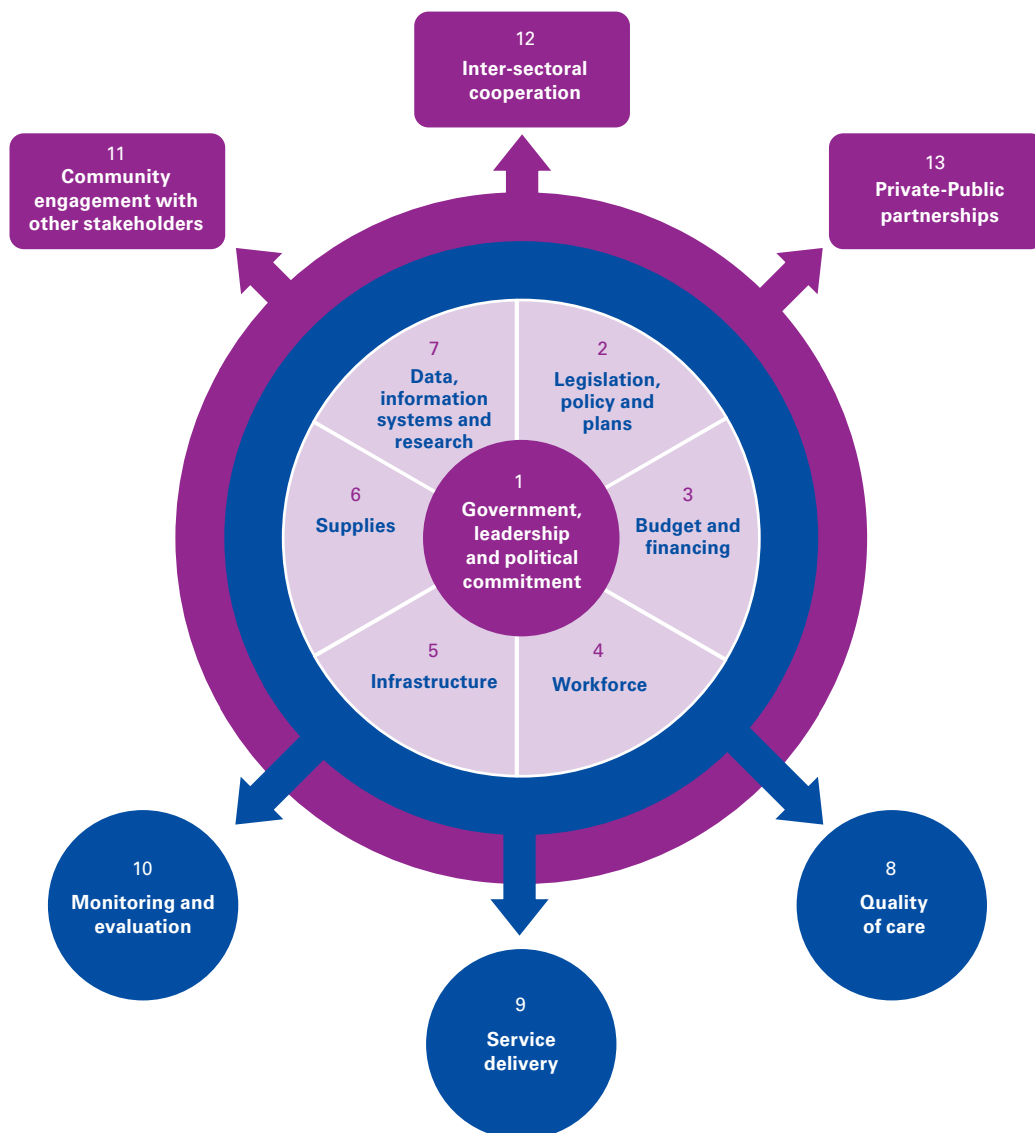 12
Inter-sectoral
cooperation
11
Community
engagement with
other stakeholders
13
Private-Public
partnerships
7
Data,
information
systems and
research
2
Legislation,
policy and
plans
6
Supplies
1
Government,
leadership
and political
commitment
3
Budget and
financing
5
Infrastructure
4
Workforce
10
Monitoring and
evaluation
8
Quality
of care
9
Service
delivery